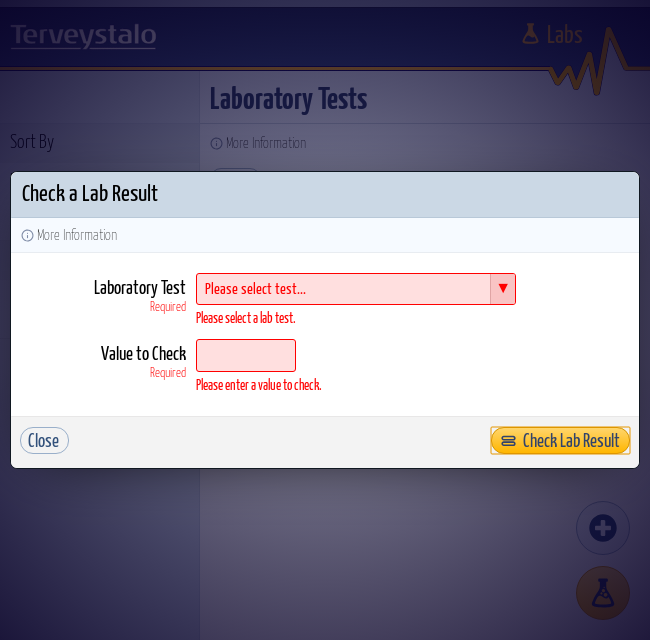 Terveystalo
Labs
Laboratory Tests
Sort By
More Information
Check a Lab Result
More Information
Laboratory Test
Required
Please select test...
Please select a lab test.
Value to Check
Required
Please enter a value to check.
Close
Check Lab Result